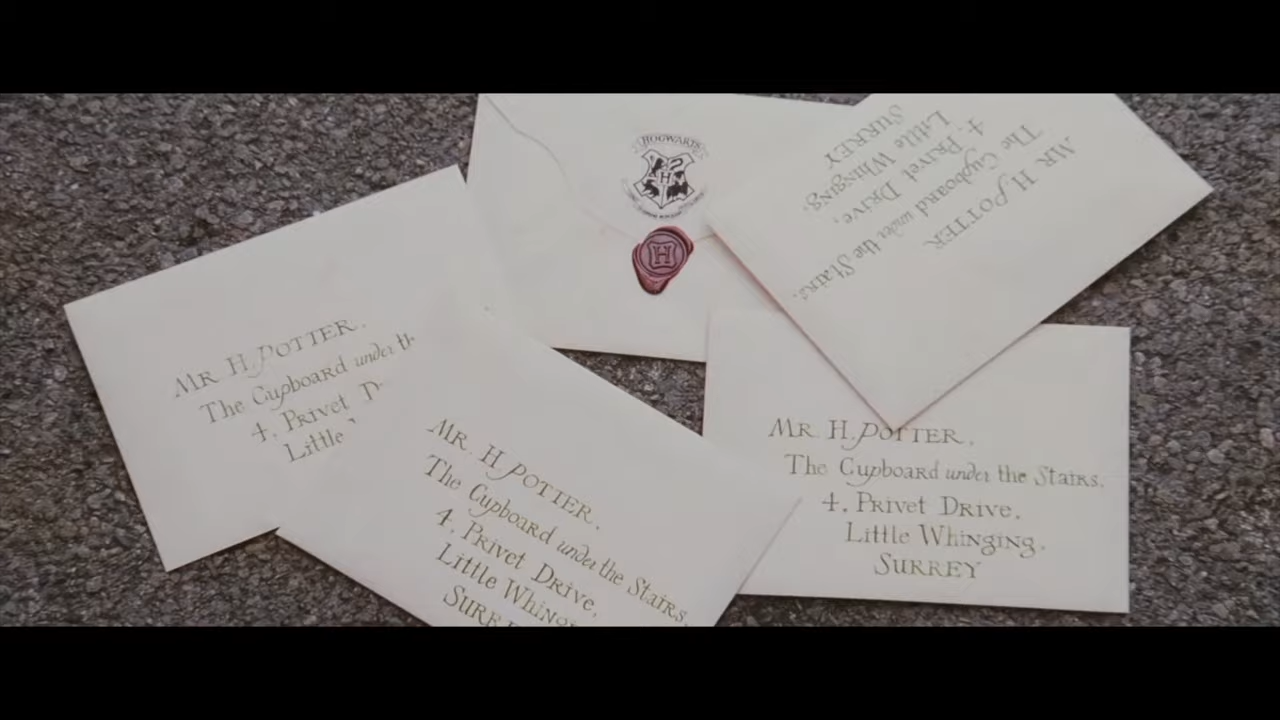 HOGWARTS
H
H
MR H POTTER
The Cupboard under the Stairs,
4, Privet Drive,
Little Whinging,
SURREY
MR H. POTTER.
The Cupboard under th
4, Privet D
Little
MR. H POTTER.
The Cupboard under the Stairs,
4, Privet Drive,
Little Whing
SURRE
MR. H. POTTER.
The Cupboard under the Stairs,
4, Privet Drive,
Little Whinging,
SURREY